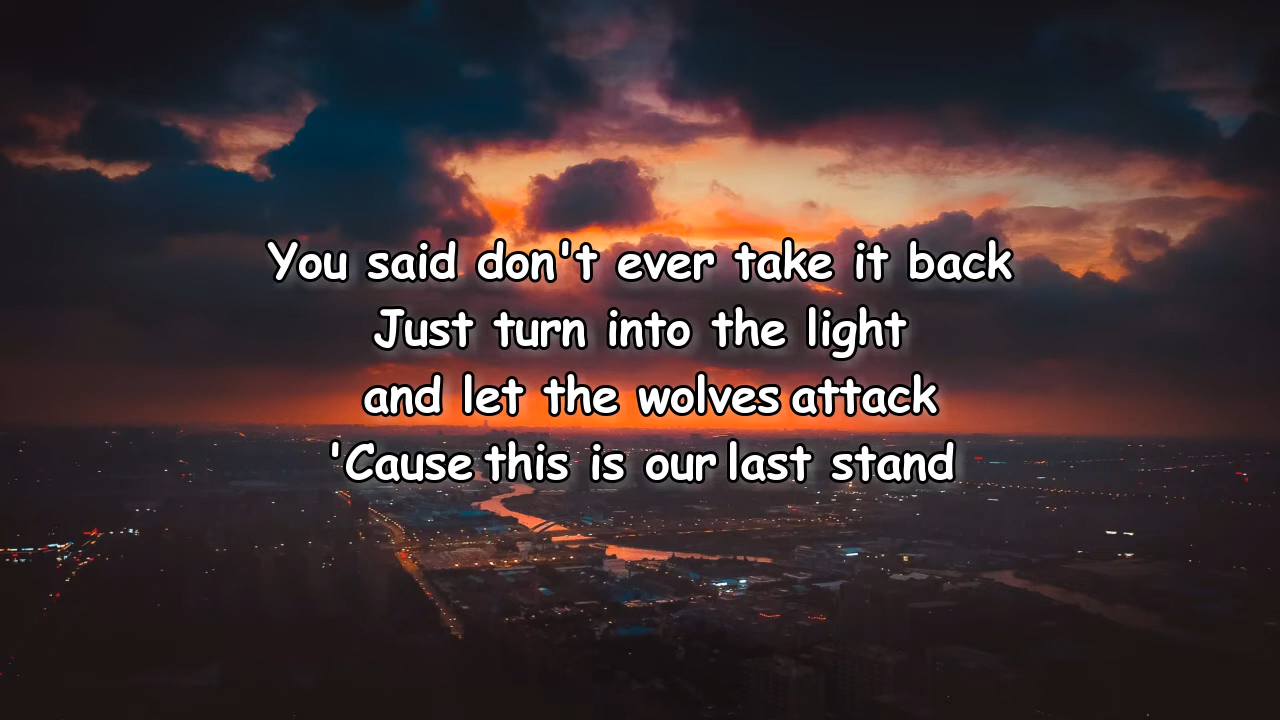 You said don't ever take it back
Just turn into the light
and let the wolves attack
'Cause this is our last stand